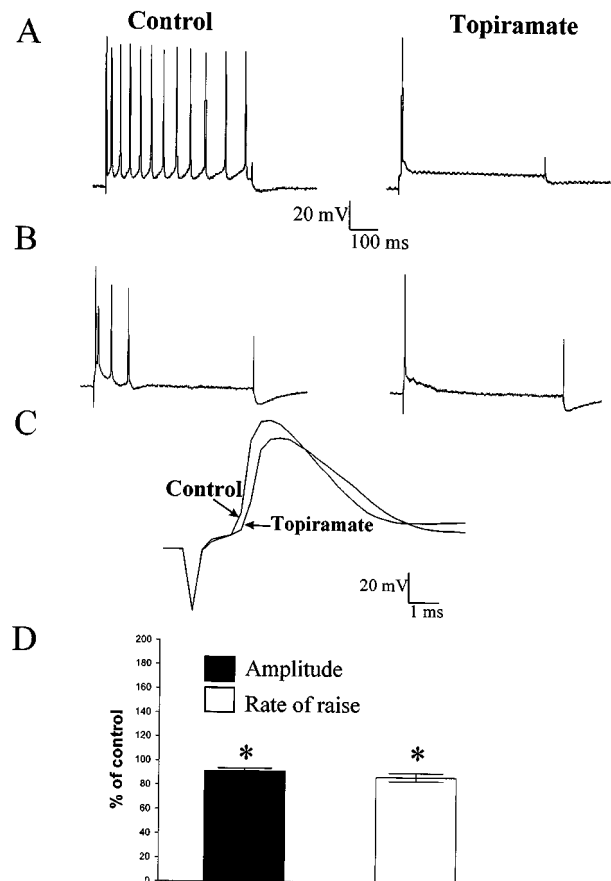 A
Control
Topiramate
20 mV
100 ms
B
C
Control
Topiramate
20 mV
1 ms
D
% of control
200
180
160
140
120
100
80
60
40
20
0
Amplitude
Rate of raise
*
*